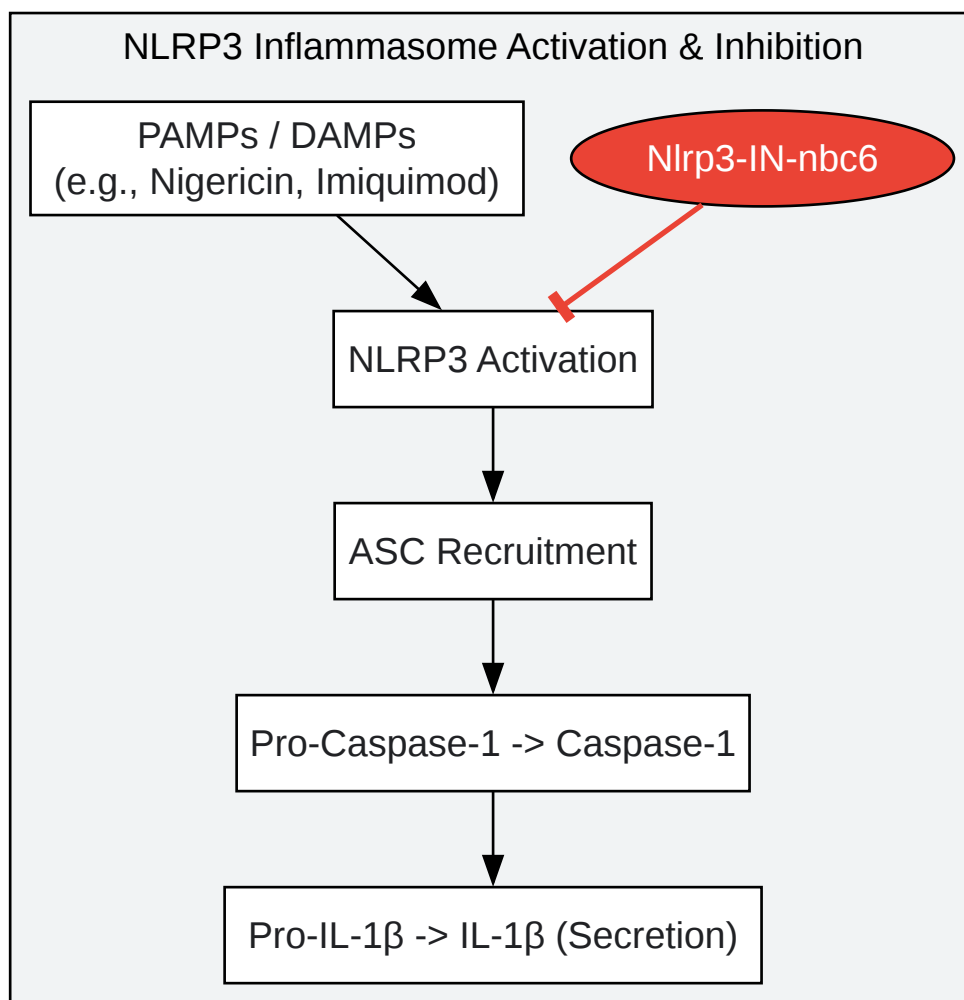 NLRP3 Inflammasome Activation & Inhibition
PAMPs / DAMPs
(e.g., Nigericin, Imiquimod)
Nlrp3-IN-nbc6
NLRP3 Activation
ASC Recruitment
Pro-Caspase-1 -> Caspase-1
Pro-IL-1β -> IL-1β (Secretion)